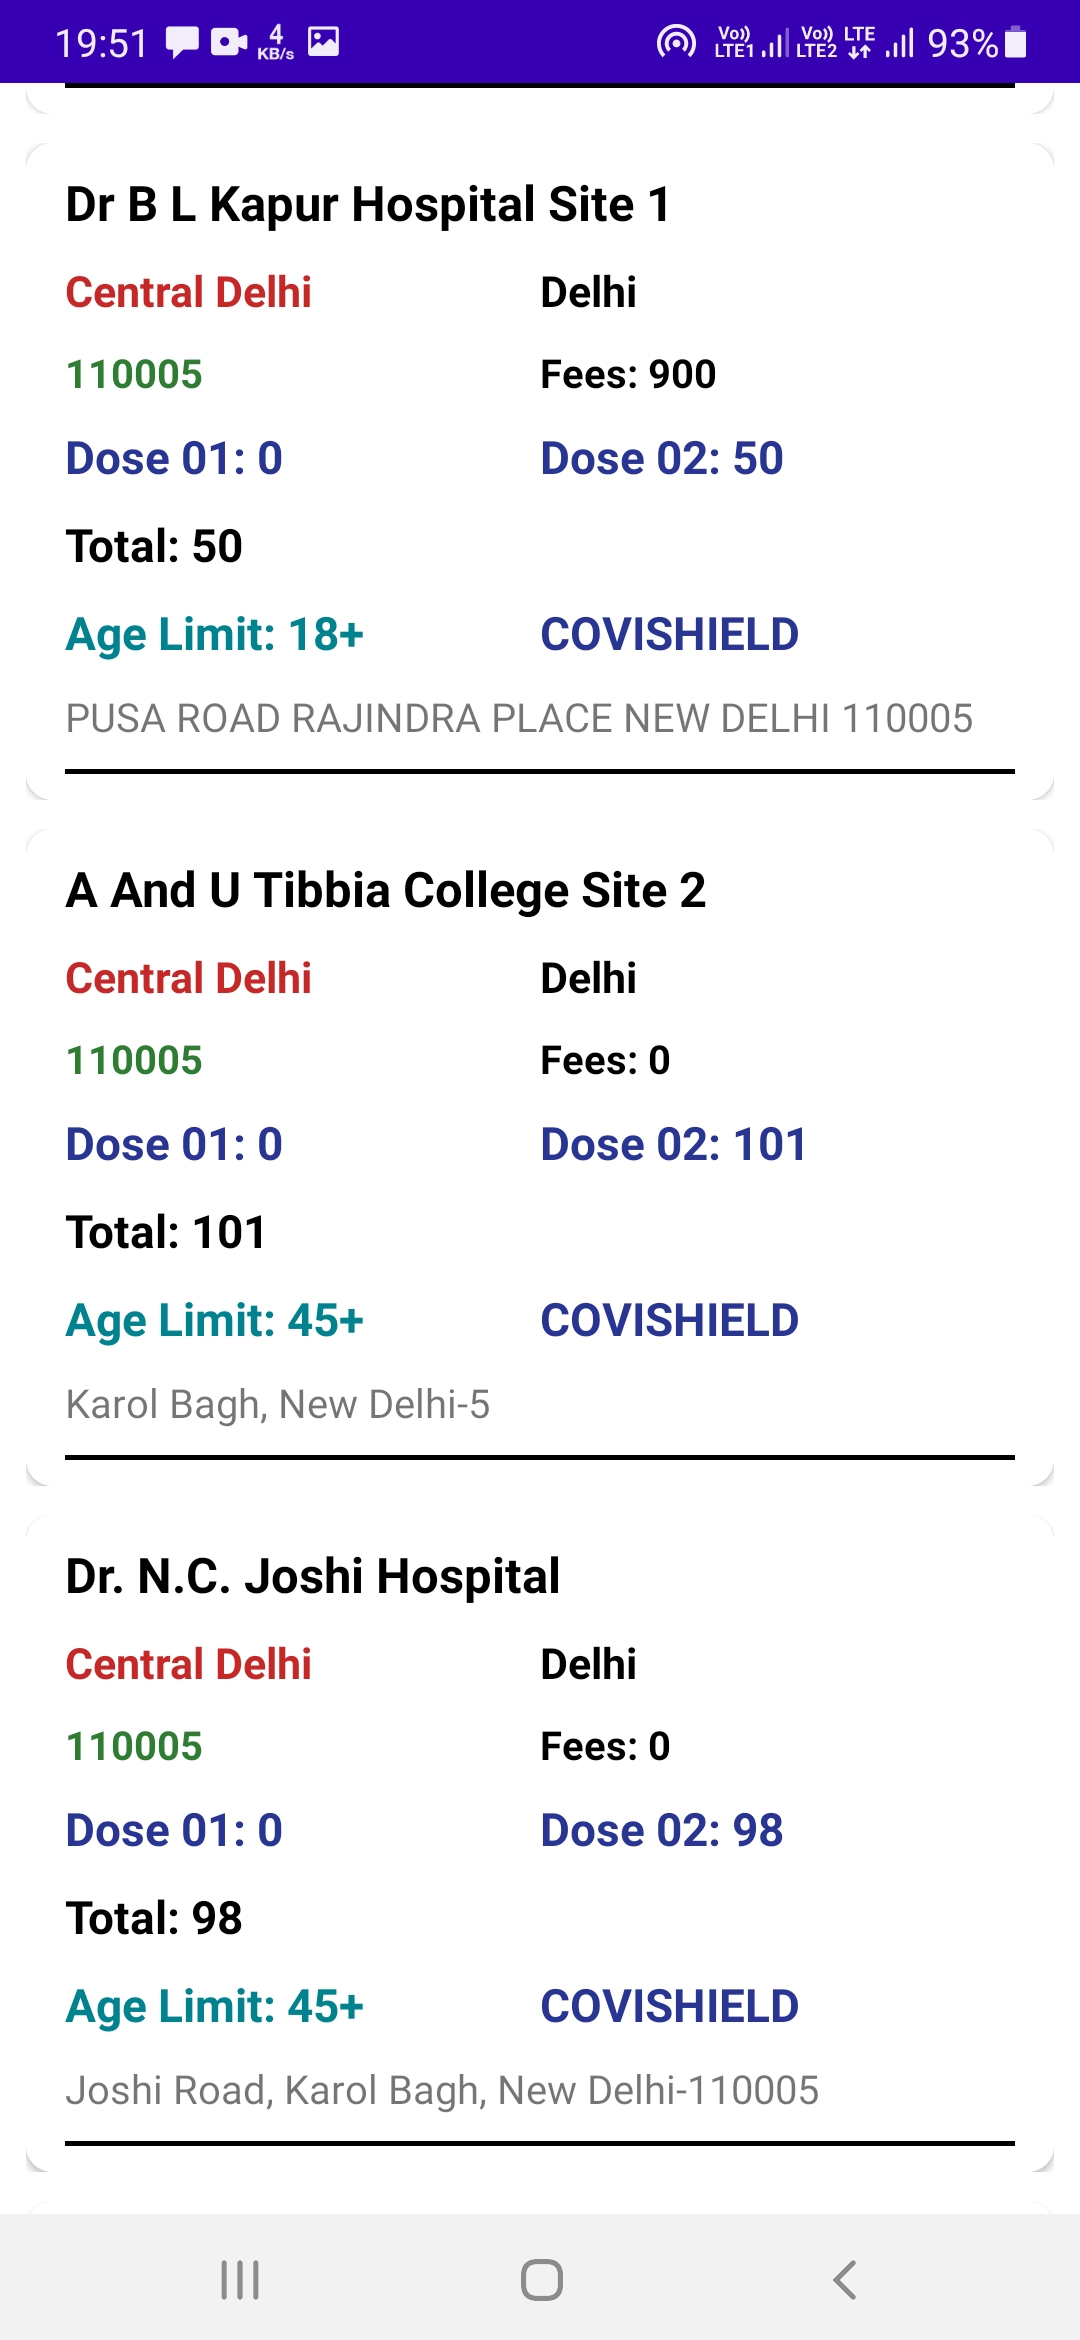 19:51 4 KB/s Vo)) LTE1 Vo)) LTE2 LTE 93%
Dr B L Kapur Hospital Site 1
Central Delhi Delhi
110005 Fees: 900
Dose 01: 0 Dose 02: 50
Total: 50
Age Limit: 18+ COVISHIELD
PUSA ROAD RAJINDRA PLACE NEW DELHI 110005
A And U Tibbia College Site 2
Central Delhi Delhi
110005 Fees: 0
Dose 01: 0 Dose 02: 101
Total: 101
Age Limit: 45+ COVISHIELD
Karol Bagh, New Delhi-5
Dr. N.C. Joshi Hospital
Central Delhi Delhi
110005 Fees: 0
Dose 01: 0 Dose 02: 98
Total: 98
Age Limit: 45+ COVISHIELD
Joshi Road, Karol Bagh, New Delhi-110005